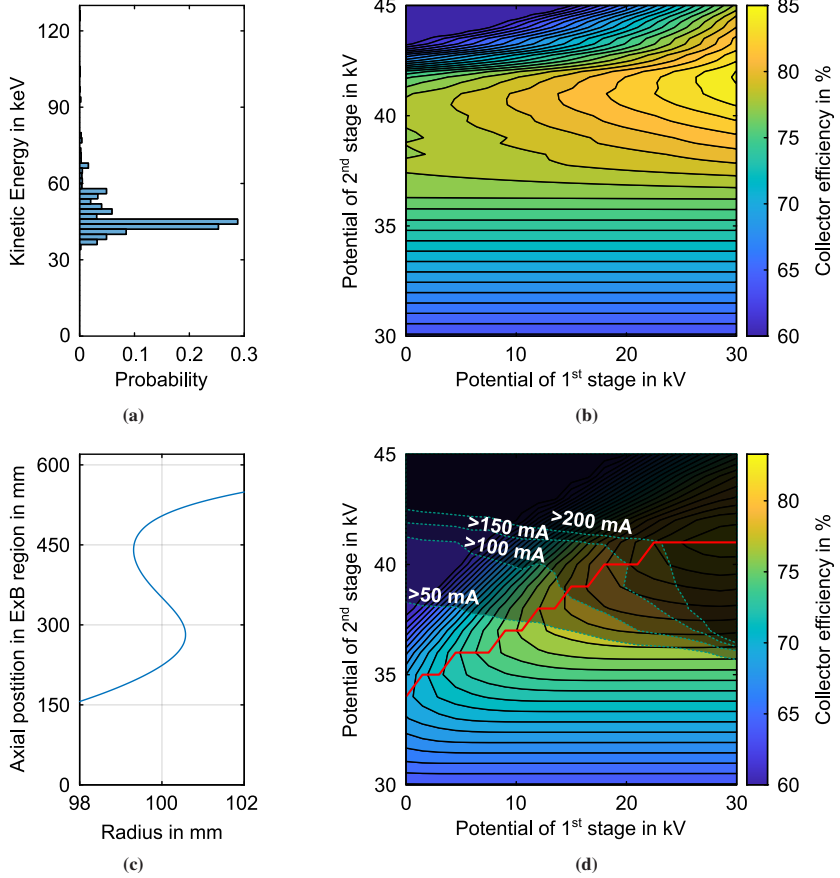 Kinetic Energy in keV
130
90
60
30
0
0 0.1 0.2 0.3
Probability
(a)
Potential of 2nd stage in kV
45
40
35
30
0 10 20 30
Potential of 1st stage in kV
85
80
75
70
65
60
Collector efficiency in %
(b)
Axial postition in ExB region in mm
600
450
300
150
0
98 100 102
Radius in mm
(c)
Potential of 2nd stage in kV
45
40
35
30
>200 mA
>150 mA
>100 mA
>50 mA
0 10 20 30
Potential of 1st stage in kV
80
75
70
65
60
Collector efficiency in %
(d)